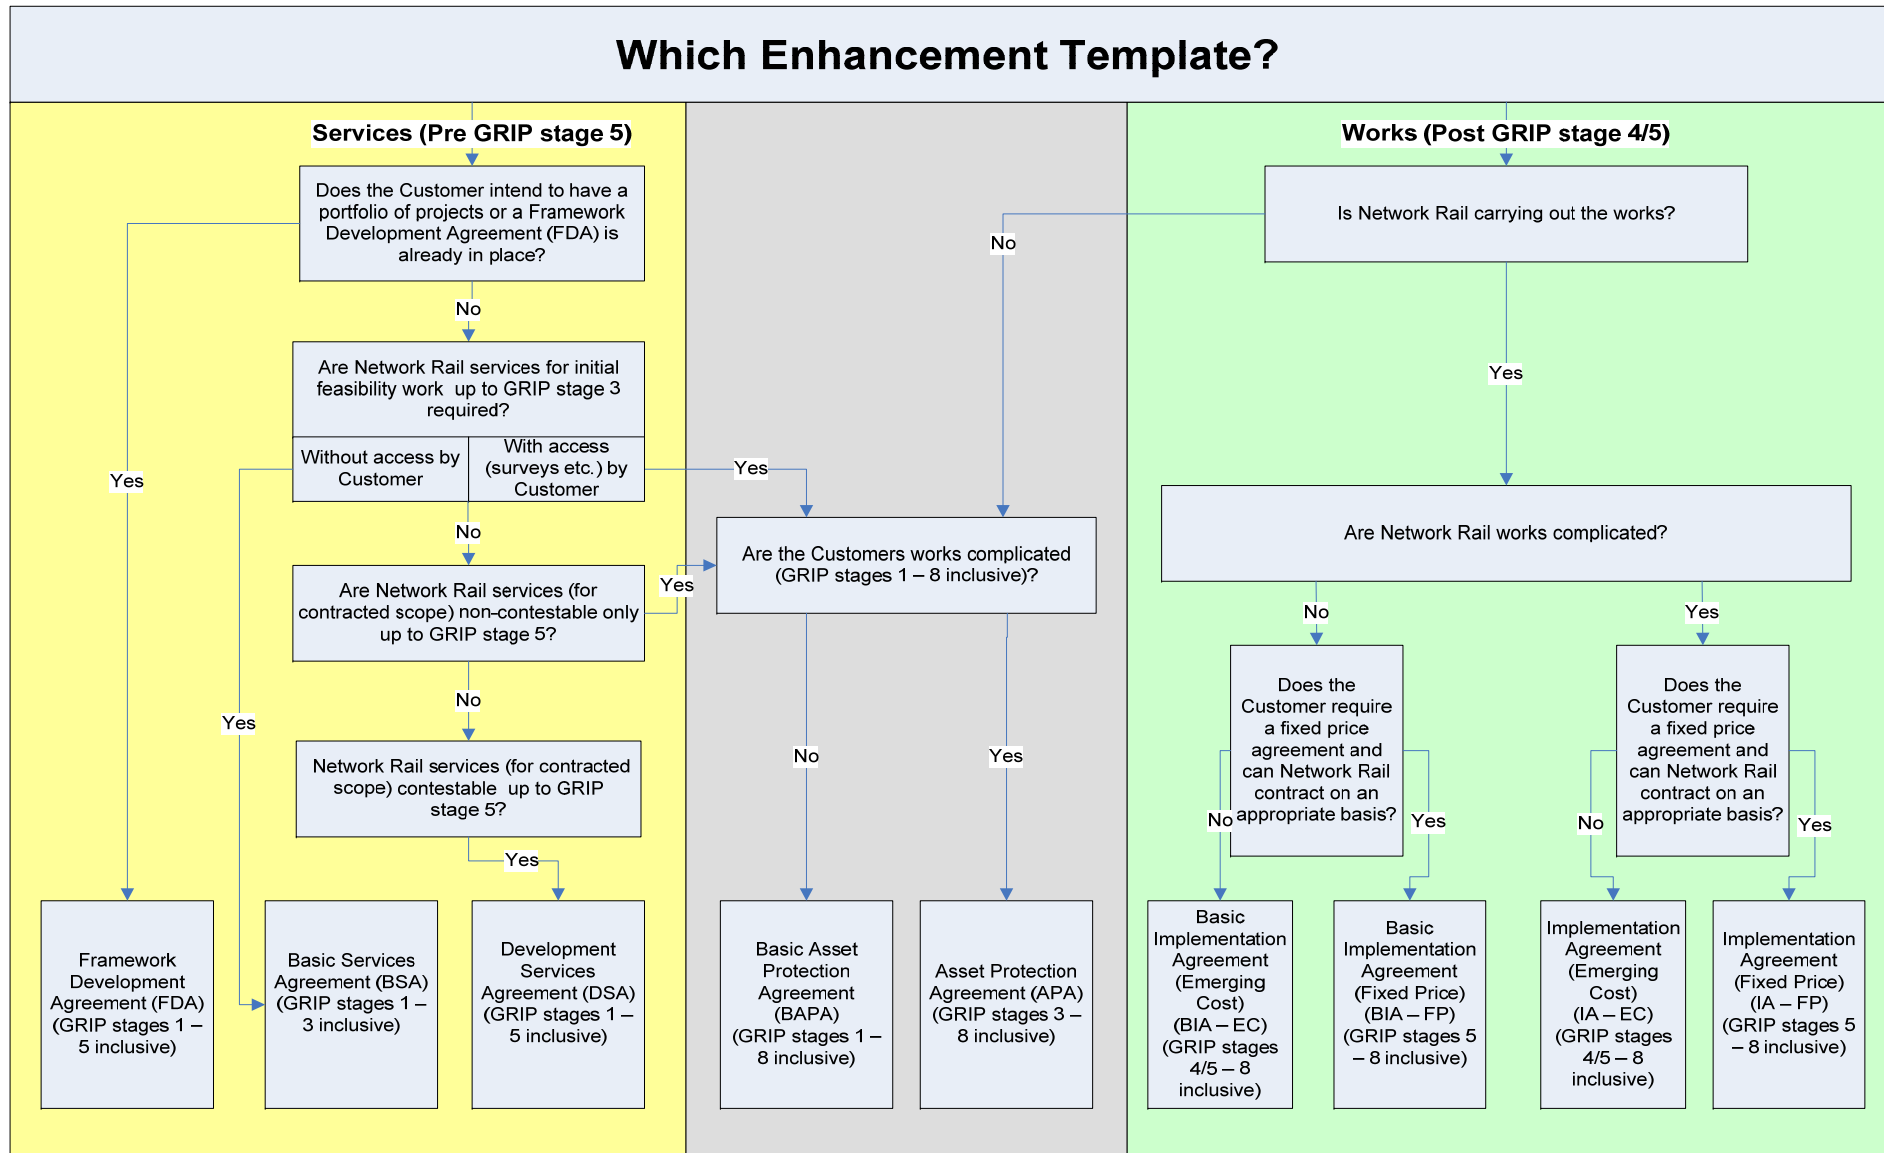 Which Enhancement Template?
Services (Pre GRIP stage 5)
Does the Customer intend to have a
portfolio of projects or a Framework
Development Agreement (FDA) is
already in place?
No
Yes
Are Network Rail services for initial
feasibility work up to GRIP stage 3
required?
Without access by
Customer
With access
(surveys etc.) by
Customer
Yes
Yes
No
Are Network Rail services (for
contracted scope) non-contestable only
up to GRIP stage 5?
Yes
No
Network Rail services (for contracted
scope) contestable up to GRIP
stage 5?
Yes
Framework
Development
Agreement (FDA)
(GRIP stages 1 –
5 inclusive)
Basic Services
Agreement (BSA)
(GRIP stages 1 –
3 inclusive)
Development
Services
Agreement (DSA)
(GRIP stages 1 –
5 inclusive)
No
Are the Customers works complicated
(GRIP stages 1 – 8 inclusive)?
No
Yes
Basic Asset
Protection
Agreement
(BAPA)
(GRIP stages 1 –
8 inclusive)
Asset Protection
Agreement (APA)
(GRIP stages 3 –
8 inclusive)
Works (Post GRIP stage 4/5)
Is Network Rail carrying out the works?
Yes
Are Network Rail works complicated?
No
Yes
Does the
Customer require
a fixed price
agreement and
can Network Rail
contract on an
appropriate basis?
No
Yes
Does the
Customer require
a fixed price
agreement and
can Network Rail
contract on an
appropriate basis?
No
Yes
Basic
Implementation
Agreement
(Emerging
Cost)
(BIA – EC)
(GRIP stages
4/5 – 8
inclusive)
Basic
Implementation
Agreement
(Fixed Price)
(BIA – FP)
(GRIP stages 5
– 8 inclusive)
Implementation
Agreement
(Emerging
Cost)
(IA – EC)
(GRIP stages
4/5 – 8
inclusive)
Implementation
Agreement
(Fixed Price)
(IA – FP)
(GRIP stages 5
– 8 inclusive)